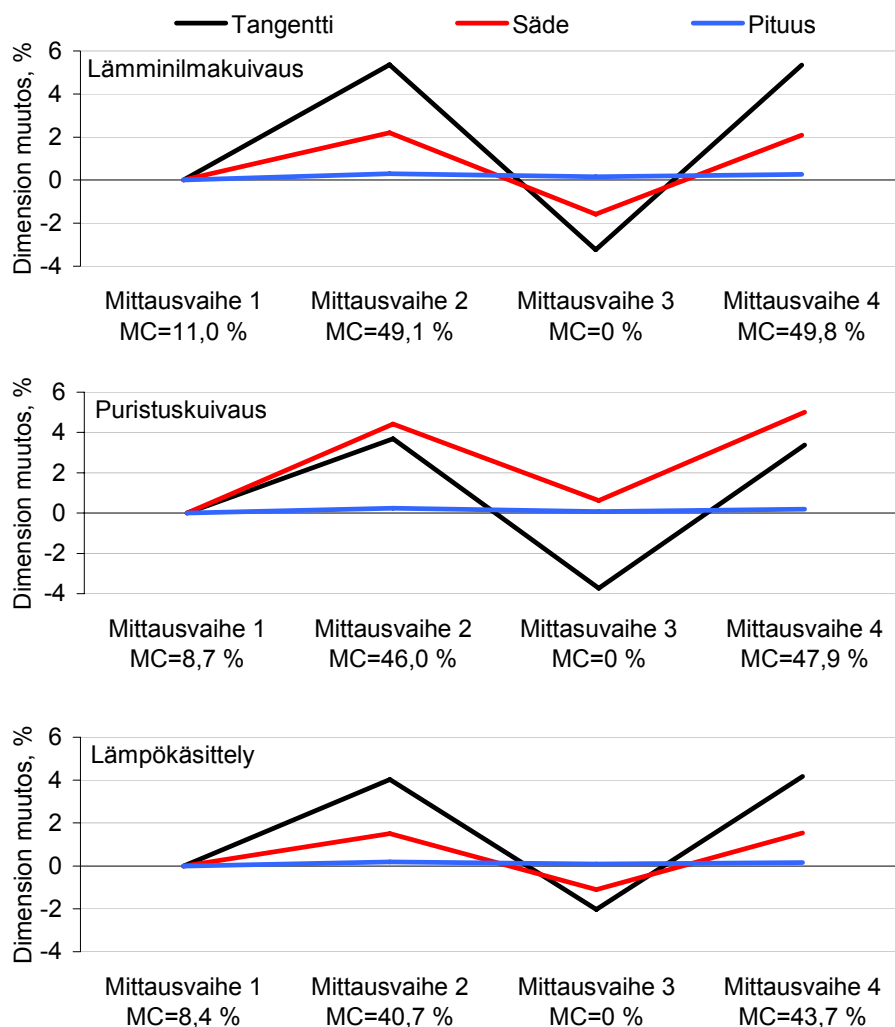 Tangentti Säde Pituus
Dimension muutos, %
6
4
2
0
-2
-4
Lämminilmakuivaus
Mittausvaihe 1 Mittausvaihe 2 Mittausvaihe 3 Mittausvaihe 4
MC=11,0 % MC=49,1 % MC=0 % MC=49,8 %
Dimension muutos, %
6
4
2
0
-2
-4
Puristuskuivaus
Mittausvaihe 1 Mittausvaihe 2 Mittasuvaihe 3 Mittausvaihe 4
MC=8,7 % MC=46,0 % MC=0 % MC=47,9 %
Dimension muutos, %
6
4
2
0
-2
-4
Lämpökäsittely
Mittausvaihe 1 Mittausvaihe 2 Mittausvaihe 3 Mittausvaihe 4
MC=8,4 % MC=40,7 % MC=0 % MC=43,7 %